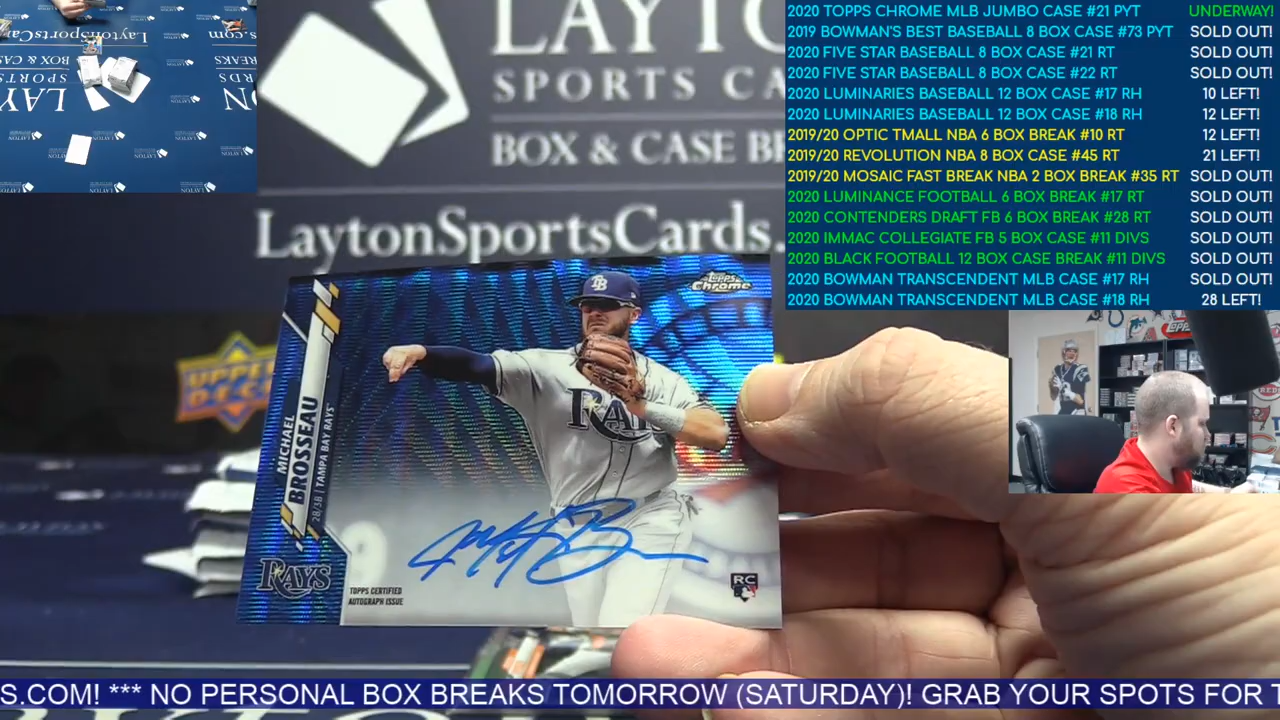 2020 TOPPS CHROME MLB JUMBO CASE #21 PYT UNDERWAY!
2019 BOWMAN'S BEST BASEBALL 8 BOX CASE #73 PYT SOLD OUT!
2020 FIVE STAR BASEBALL 8 BOX CASE #21 RT SOLD OUT!
2020 FIVE STAR BASEBALL 8 BOX CASE #22 RT SOLD OUT!
2020 LUMINARIES BASEBALL 12 BOX CASE #17 RH 10 LEFT!
2020 LUMINARIES BASEBALL 12 BOX CASE #18 RH 12 LEFT!
2019/20 OPTIC TMALL NBA 6 BOX BREAK #10 RT 12 LEFT!
2019/20 REVOLUTION NBA 8 BOX CASE #45 RT 21 LEFT!
2019/20 MOSAIC FAST BREAK NBA 2 BOX BREAK #35 RT SOLD OUT!
2020 LUMINANCE FOOTBALL 6 BOX BREAK #17 RT SOLD OUT!
2020 CONTENDERS DRAFT FB 6 BOX BREAK #28 RT SOLD OUT!
2020 IMMAC COLLEGIATE FB 5 BOX CASE #11 DIVS SOLD OUT!
2020 BLACK FOOTBALL 12 BOX CASE BREAK #11 DIVS SOLD OUT!
2020 BOWMAN TRANSCENDENT MLB CASE #17 RH SOLD OUT!
2020 BOWMAN TRANSCENDENT MLB CASE #18 RH 28 LEFT!
LAYTO
SPORTS CA
BOX & CASE BR
LaytonSportsCards.
UPPER
DECK
Topps
Chrome
TB
RAYS
MICHAEL
BROSSEAU
2B/3B | TAMPA BAY RAYS
RAYS
TOPPS CERTIFIED
AUTOGRAPH ISSUE
RC
S.COM! *** NO PERSONAL BOX BREAKS TOMORROW (SATURDAY)! GRAB YOUR SPOTS FOR T